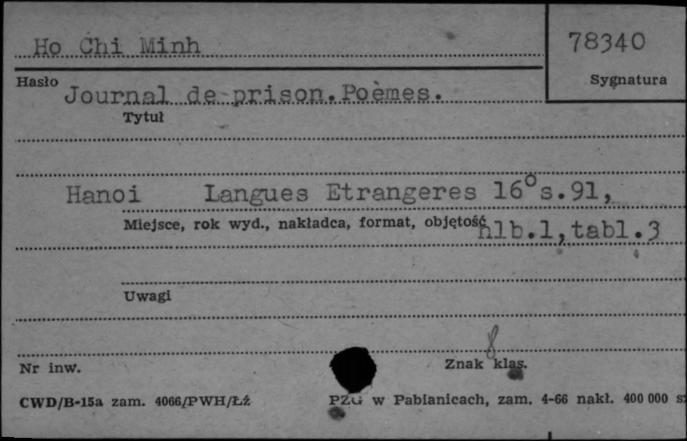 Ho Chi Minh
78340
Hasło
Sygnatura
Journal de prison.Poèmes.
Tytuł
Hanoi Langues Etrangeres 16°s.91,
Miejsce, rok wyd., nakładca, format, objętość
nlb.1,tabl.3
Uwagi
8
Nr inw.
Znak klas.
CWD/B-15a zam. 4066/PWH/Łź
PZG w Pabianicach, zam. 4-66 nakł. 400 000